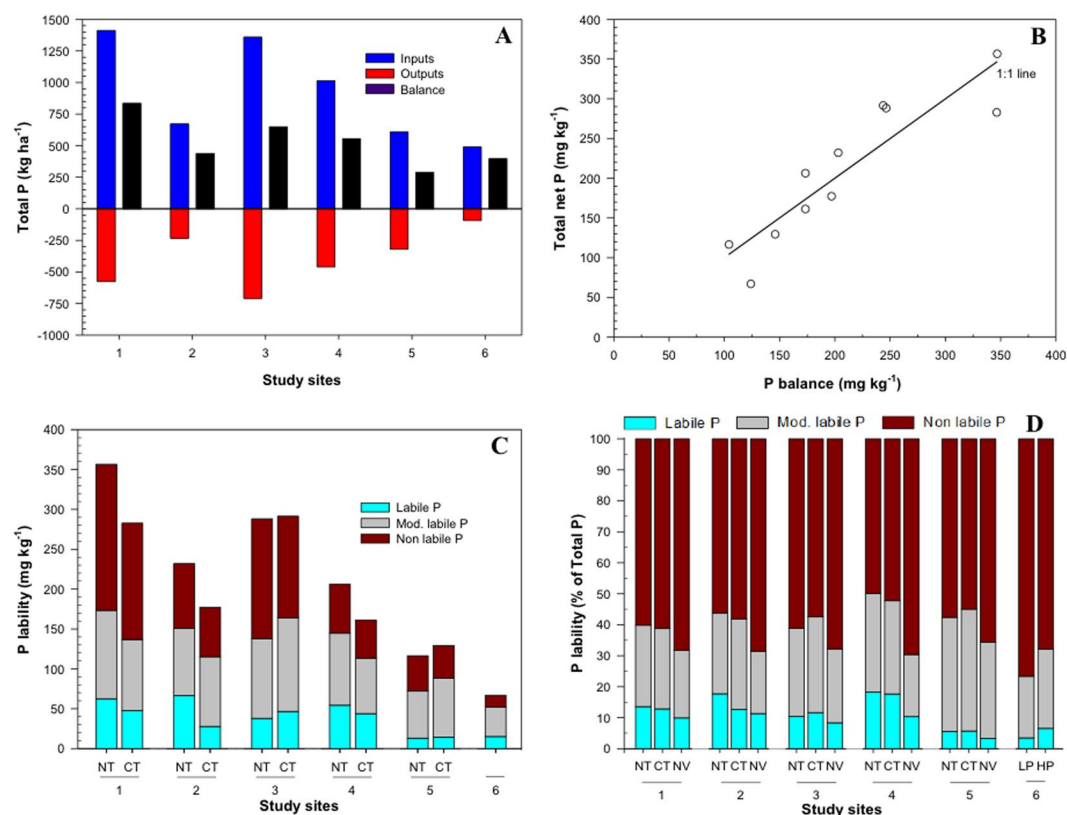 A
1500
1250
1000
750
500
250
0
-250
-500
-750
-1000
Total P (kg ha-1)
Inputs
Outputs
Balance
1 2 3 4 5 6
Study sites
B
400
350
300
250
200
150
100
50
0
Total net P (mg kg-1)
1:1 line
0 50 100 150 200 250 300 350 400
P balance (mg kg-1)
C
400
350
300
250
200
150
100
50
0
P lability (mg kg-1)
Labile P
Mod. labile P
Non labile P
NT CT NT CT NT CT NT CT NT CT
1 2 3 4 5 6
Study sites
Labile P Mod. labile P Non labile P D
100
90
80
70
60
50
40
30
20
10
0
P lability (% of Total P)
NT CT NV NT CT NV NT CT NV NT CT NV NT CT NV LP HP
1 2 3 4 5 6
Study sites